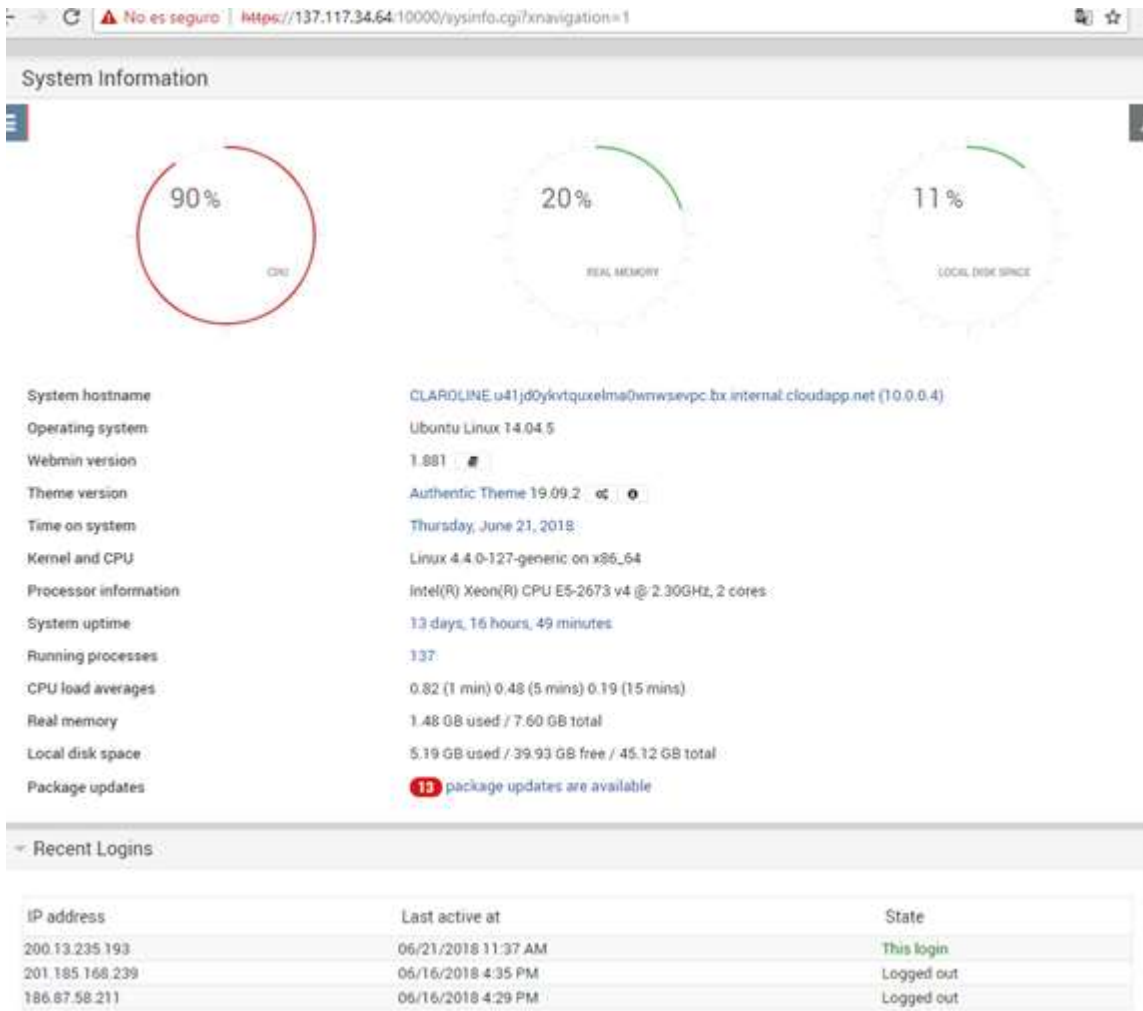 No es seguro | https://137.117.34.64:10000/sysinfo.cgi?xnavigation=1
System Information
90%
CPU
20%
REAL MEMORY
11%
LOCAL DISK SPACE
System hostname CLAROLINE.u41jd0ykvtquxelma0wnwsevpc.bx.internal.cloudapp.net (10.0.0.4)
Operating system Ubuntu Linux 14.04.5
Webmin version 1.881
Theme version Authentic Theme 19.09.2
Time on system Thursday, June 21, 2018
Kernel and CPU Linux 4.4.0-127-generic on x86_64
Processor information Intel(R) Xeon(R) CPU E5-2673 v4 @ 2.30GHz, 2 cores
System uptime 13 days, 16 hours, 49 minutes
Running processes 137
CPU load averages 0.82 (1 min) 0.48 (5 mins) 0.19 (15 mins)
Real memory 1.48 GB used / 7.60 GB total
Local disk space 5.19 GB used / 39.93 GB free / 45.12 GB total
Package updates 13 package updates are available
Recent Logins
IP address Last active at State
200.13.235.193 06/21/2018 11:37 AM This login
201.185.168.239 06/16/2018 4:35 PM Logged out
186.87.58.211 06/16/2018 4:29 PM Logged out